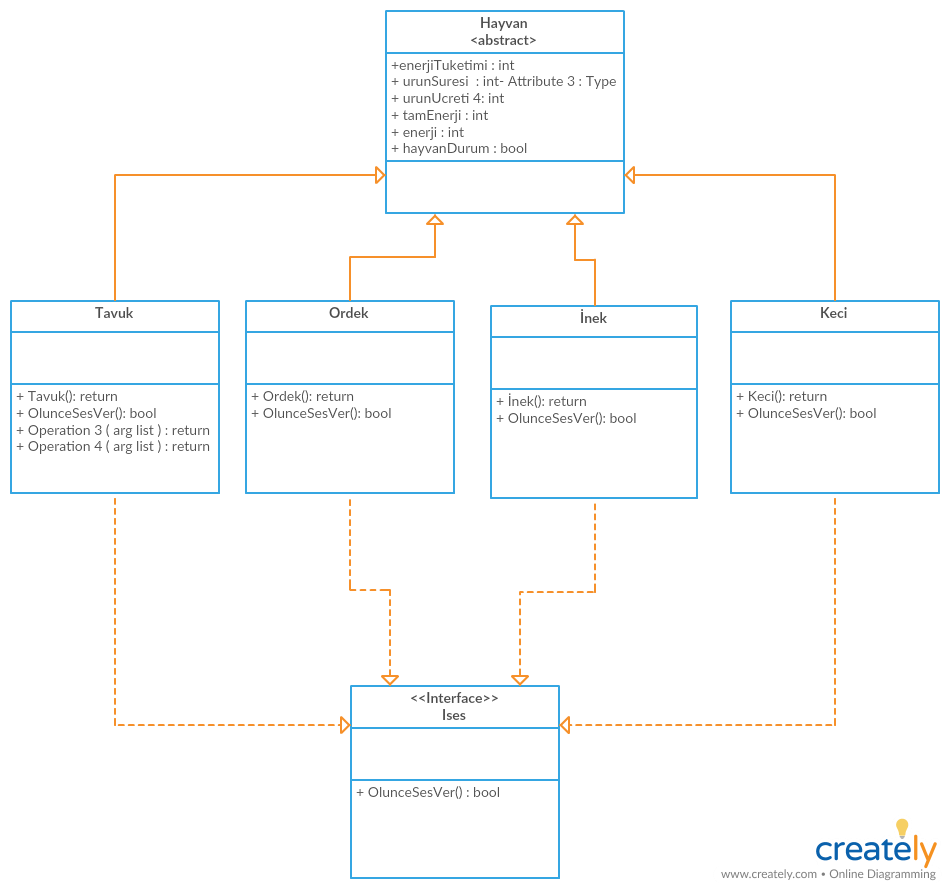 Hayvan
<abstract>
+enerjiTuketimi : int
+ urunSuresi  : int- Attribute 3 : Type
+ urunUcreti 4: int
+ tamEnerji : int
+ enerji : int
+ hayvanDurum : bool
Tavuk
+ Tavuk(): return
+ OlunceSesVer(): bool
+ Operation 3 ( arg list ) : return
+ Operation 4 ( arg list ) : return
Ordek
+ Ordek(): return
+ OlunceSesVer(): bool
İnek
+ İnek(): return
+ OlunceSesVer(): bool
Keci
+ Keci(): return
+ OlunceSesVer(): bool
<<Interface>>
Ises
+ OlunceSesVer() : bool
creately
www.creately.com • Online Diagramming